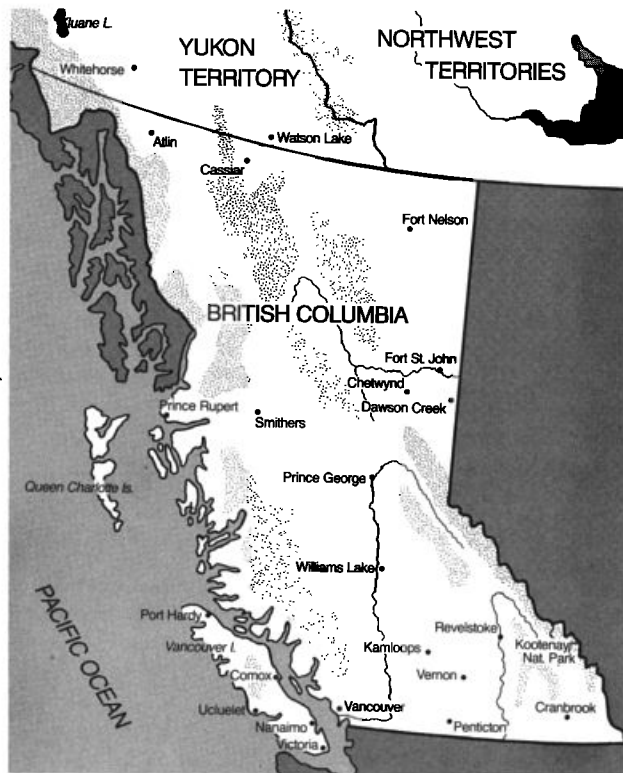 Kluane L.
YUKON
TERRITORY
NORTHWEST
TERRITORIES
Whitehorse
Atlin
Watson Lake
Cassiar
Fort Nelson
BRITISH COLUMBIA
Fort St. John
Chetwynd
Dawson Creek
Prince Rupert
Smithers
Queen Charlotte Is.
Prince George
Williams Lake
PACIFIC OCEAN
Port Hardy
Vancouver I.
Revelstoke
Kamloops
Kootenay
Nat. Park
Comox
Vernon
Ucluelet
Vancouver
Nanaimo
Penticton
Cranbrook
Victoria